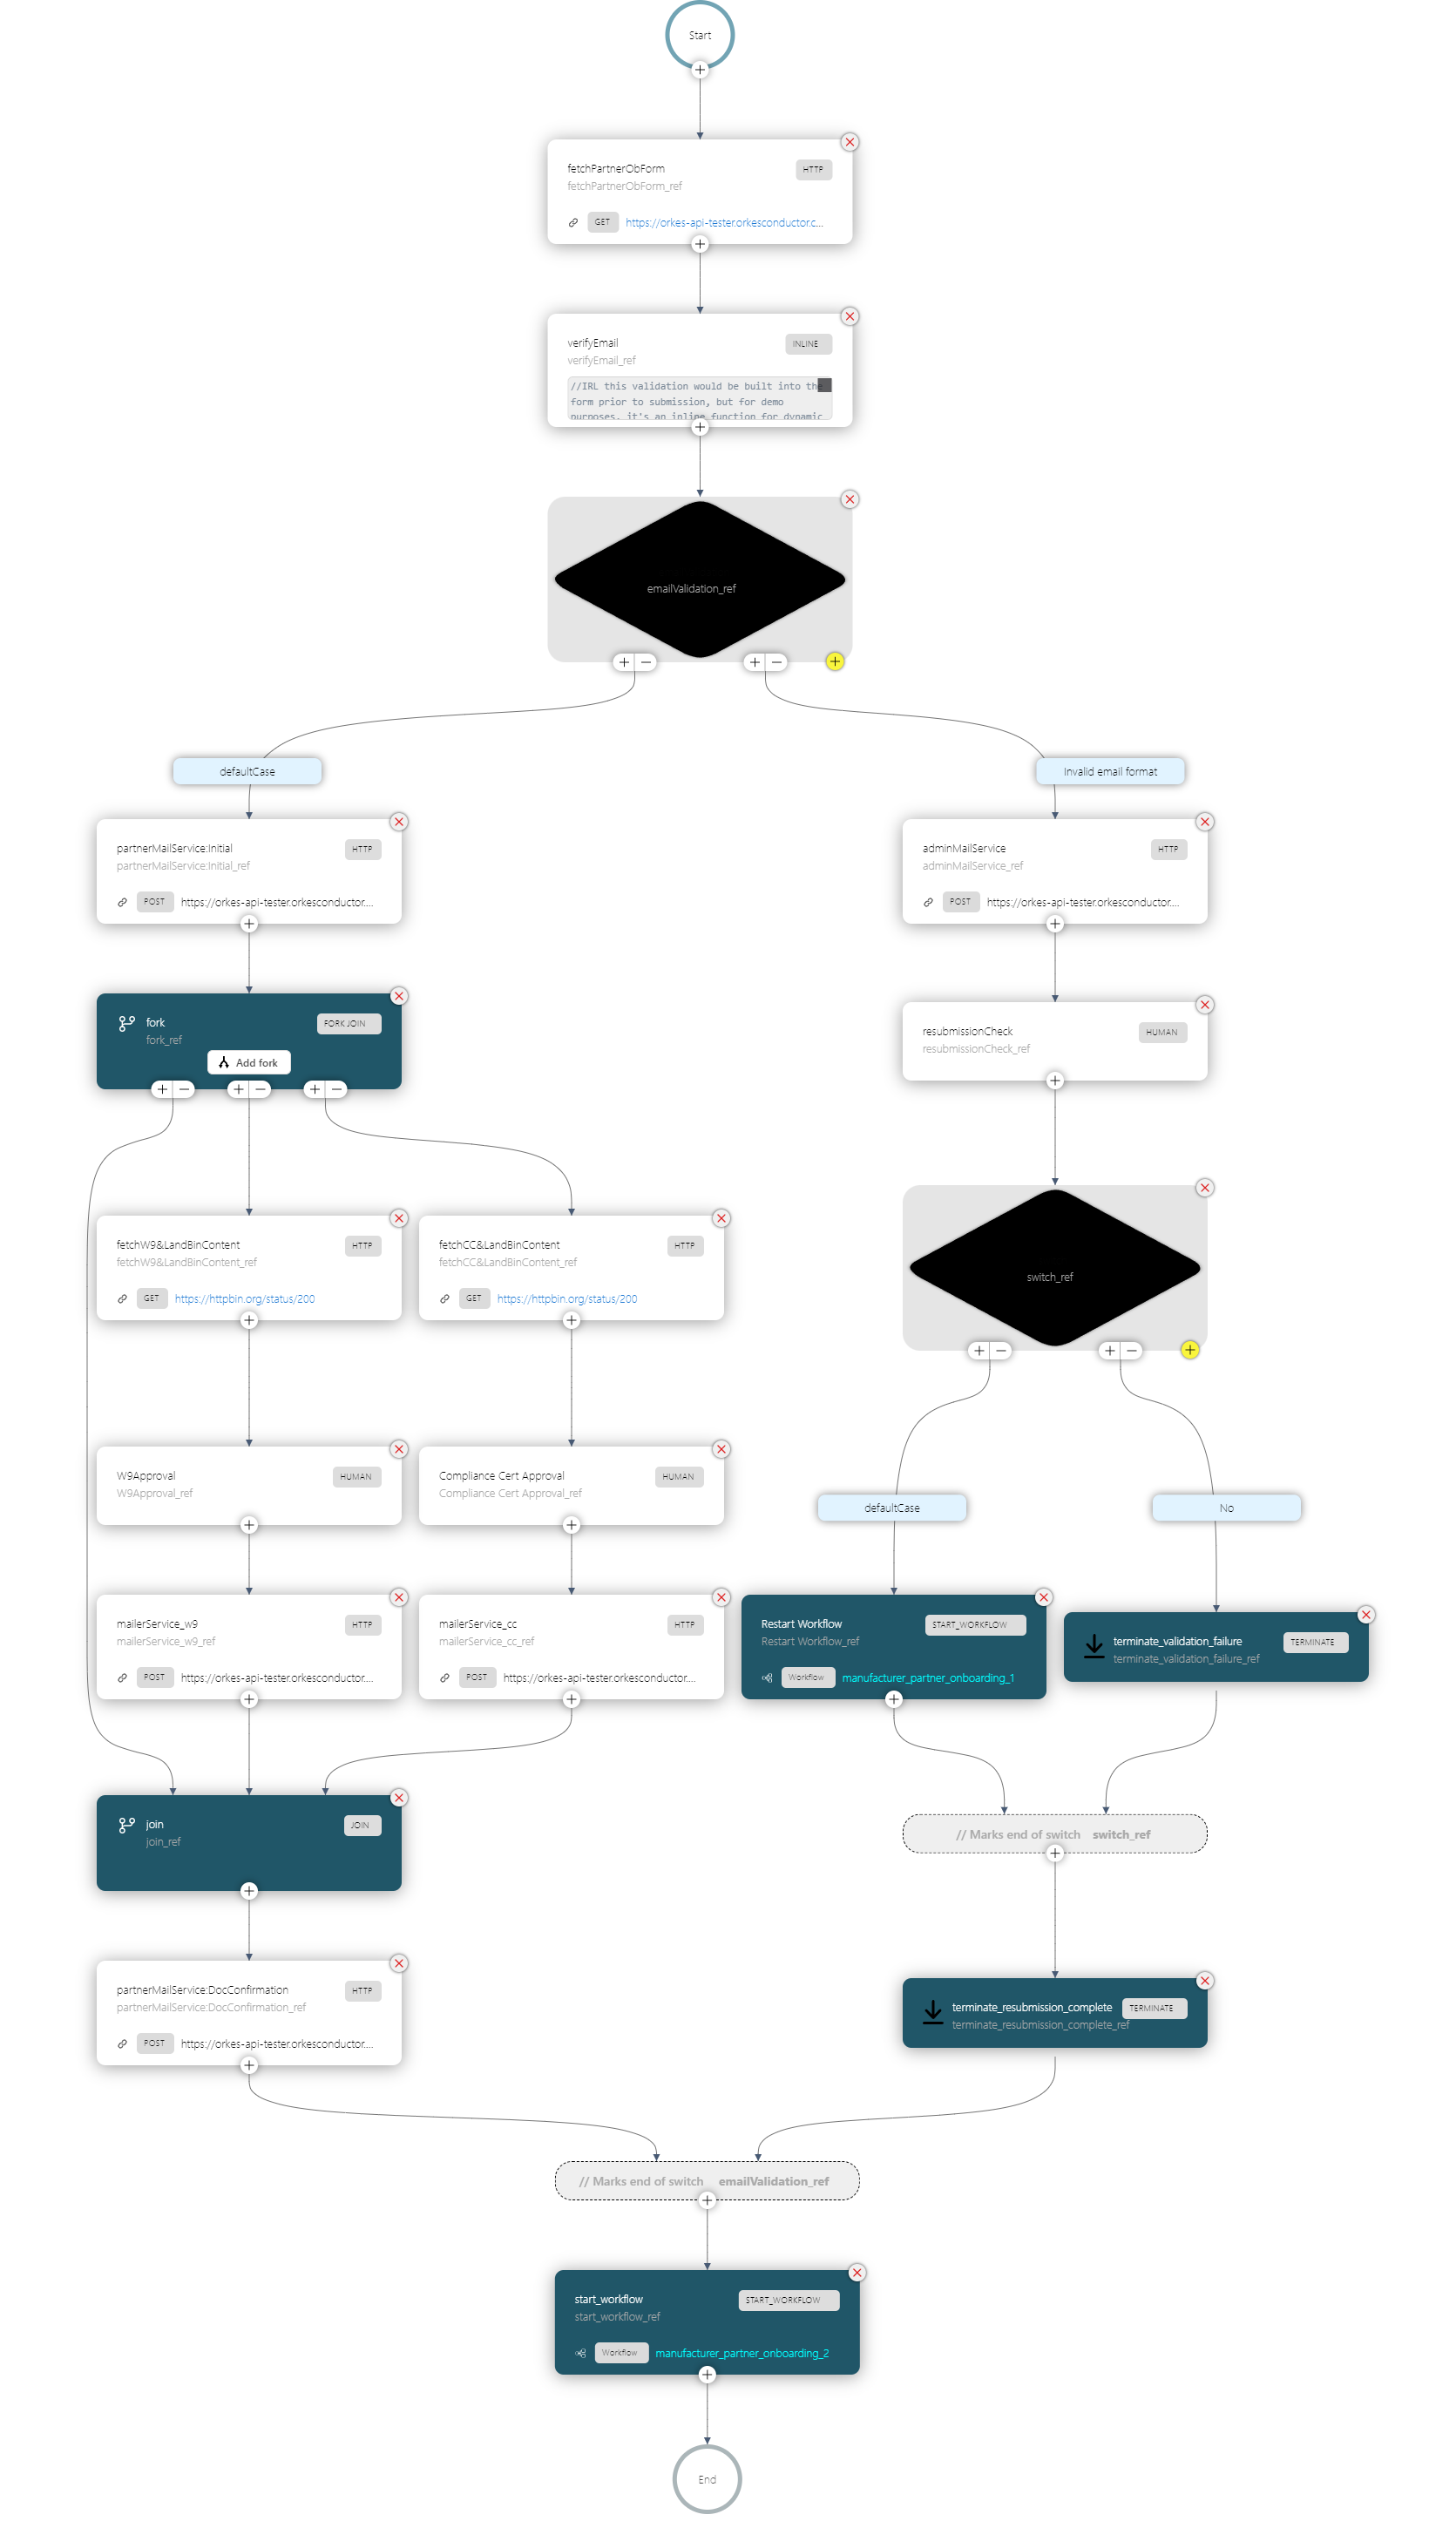 Start
fetchPartnerObForm
HTTP
fetchPartnerObForm_ref
GET
https://orkes-api-tester.orkesconductor.c...
verifyEmail
INLINE
verifyEmail_ref
//IRL this validation would be built into the
form prior to submission, but for demo
purposes, it's an inline function for dynamic
emailValidation_ref
defaultCase
Invalid email format
partnerMailService:Initial
HTTP
partnerMailService:Initial_ref
POST
https://orkes-api-tester.orkesconductor....
adminMailService
HTTP
adminMailService_ref
POST
https://orkes-api-tester.orkesconductor....
fork
FORK JOIN
fork_ref
Add fork
resubmissionCheck
HUMAN
resubmissionCheck_ref
switch_ref
fetchW9&LandBinContent
HTTP
fetchW9&LandBinContent_ref
GET
https://httpbin.org/status/200
fetchCC&LandBinContent
HTTP
fetchCC&LandBinContent_ref
GET
https://httpbin.org/status/200
W9Approval
HUMAN
W9Approval_ref
Compliance Cert Approval
HUMAN
Compliance Cert Approval_ref
defaultCase
No
mailerService_w9
HTTP
mailerService_w9_ref
POST
https://orkes-api-tester.orkesconductor....
mailerService_cc
HTTP
mailerService_cc_ref
POST
https://orkes-api-tester.orkesconductor....
Restart Workflow
START_WORKFLOW
Restart Workflow_ref
Workflow
manufacturer_partner_onboarding_1
terminate_validation_failure
TERMINATE
terminate_validation_failure_ref
join
JOIN
join_ref
// Marks end of switch switch_ref
partnerMailService:DocConfirmation
HTTP
partnerMailService:DocConfirmation_ref
POST
https://orkes-api-tester.orkesconductor....
terminate_resubmission_complete
TERMINATE
terminate_resubmission_complete_ref
// Marks end of switch emailValidation_ref
start_workflow
START_WORKFLOW
start_workflow_ref
Workflow
manufacturer_partner_onboarding_2
End